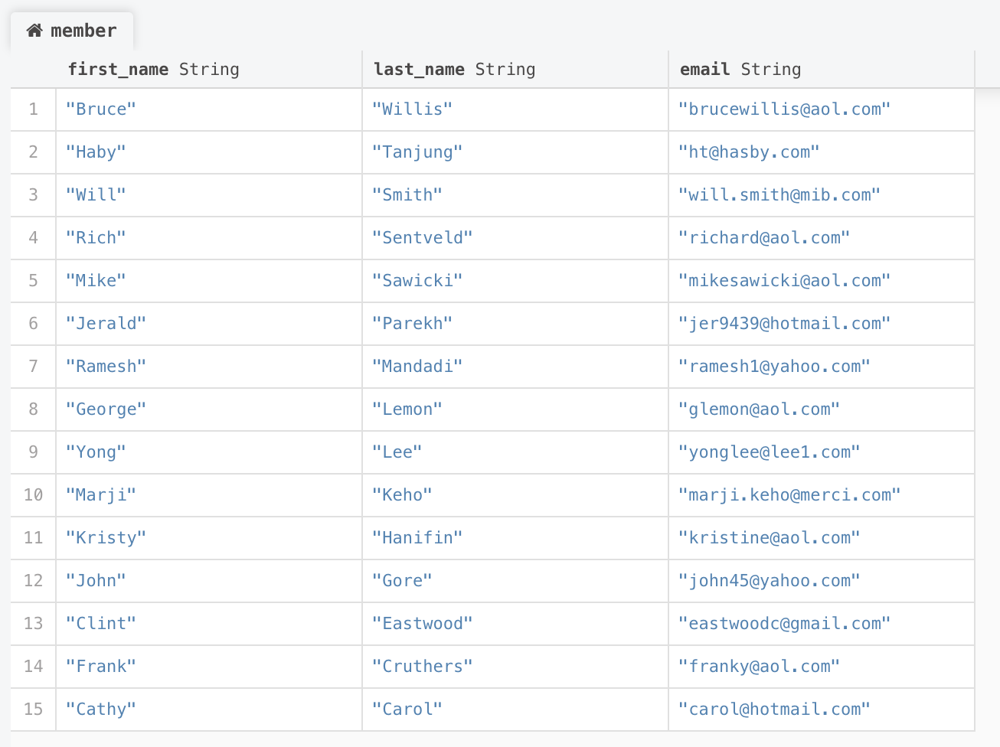 member
first_name String last_name String email String
1 "Bruce" "Willis" "brucewillis@aol.com"
2 "Haby" "Tanjung" "ht@hasby.com"
3 "Will" "Smith" "will.smith@mib.com"
4 "Rich" "Sentveld" "richard@aol.com"
5 "Mike" "Sawicki" "mikesawicki@aol.com"
6 "Jerald" "Parekh" "jer9439@hotmail.com"
7 "Ramesh" "Mandadi" "ramesh1@yahoo.com"
8 "George" "Lemon" "glemon@aol.com"
9 "Yong" "Lee" "yonglee@lee1.com"
10 "Marji" "Keho" "marji.keho@merci.com"
11 "Kristy" "Hanifin" "kristine@aol.com"
12 "John" "Gore" "john45@yahoo.com"
13 "Clint" "Eastwood" "eastwoodc@gmail.com"
14 "Frank" "Cruthers" "franky@aol.com"
15 "Cathy" "Carol" "carol@hotmail.com"